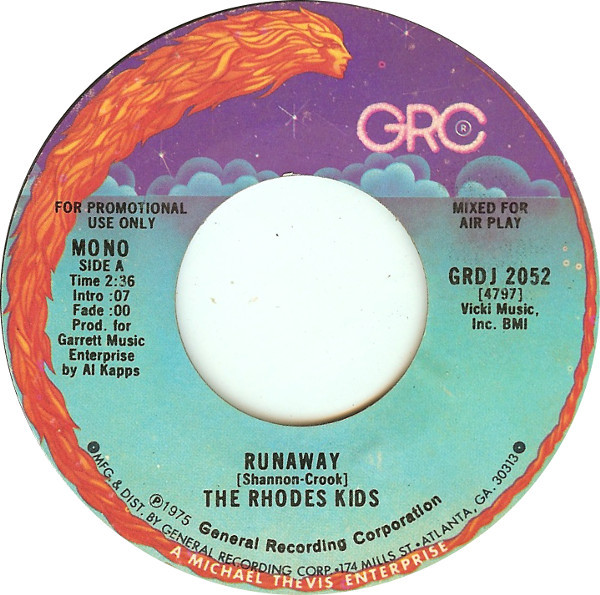 GRC ®
FOR PROMOTIONAL
USE ONLY
MIXED FOR
AIR PLAY
MONO
SIDE A
Time 2:36
Intro :07
Fade :00
Prod. for
Garrett Music
Enterprise
by Al Kapps
GRDJ 2052
[4797]
Vicki Music,
Inc. BMI
RUNAWAY
[Shannon-Crook]
THE RHODES KIDS
℗1975 General Recording Corporation
MFG. & DIST. BY GENERAL RECORDING CORP. • 174 MILLS ST. • ATLANTA, GA. 30313
A MICHAEL THEVIS ENTERPRISE